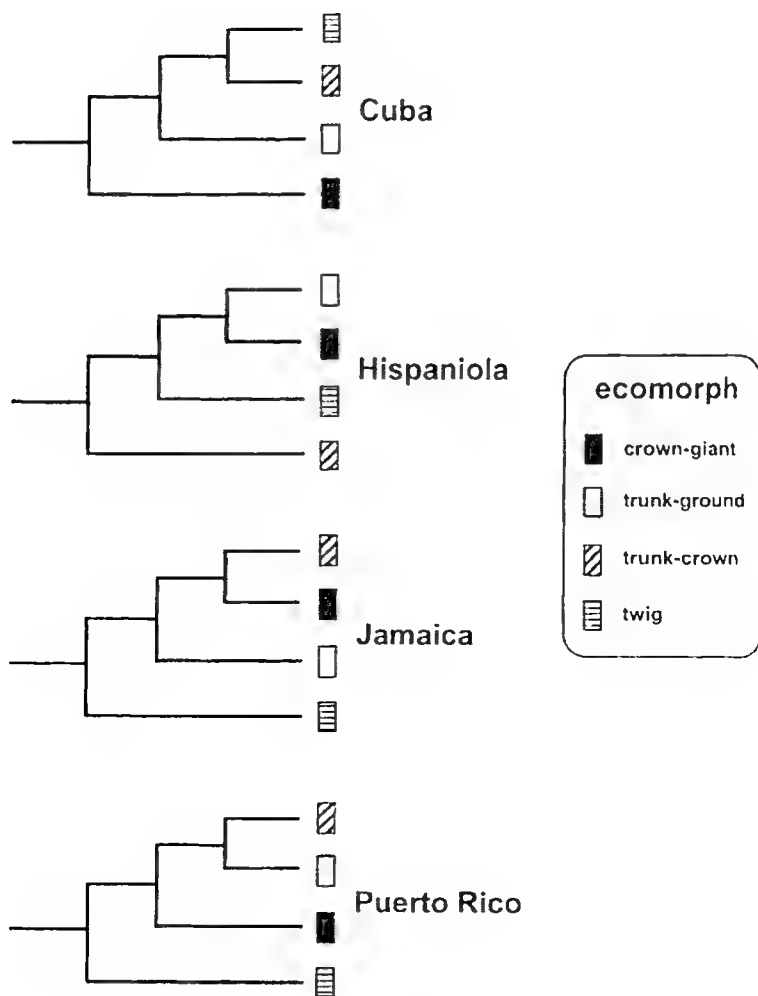 Cuba
Hispaniola
ecomorph
crown-giant
trunk-ground
trunk-crown
twig
Jamaica
Puerto Rico